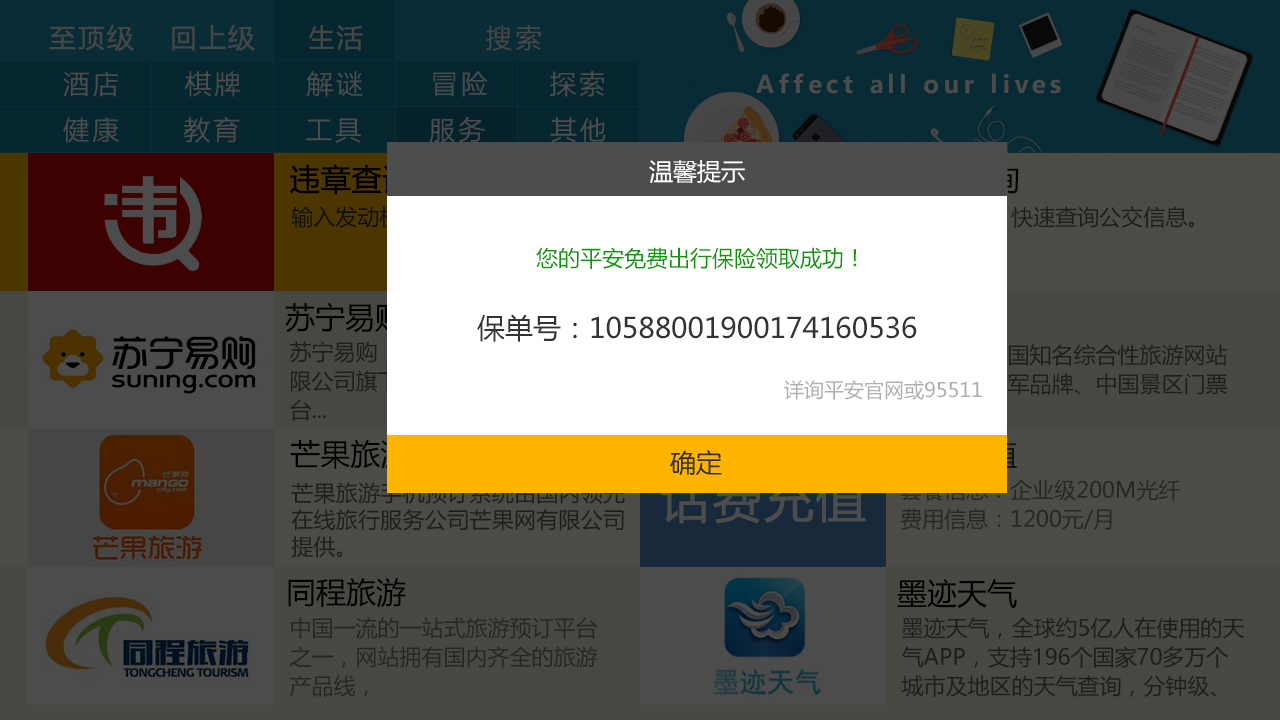 至顶级 回上级 生活 搜索
酒店 棋牌 解谜 冒险 探索
健康 教育 工具 服务 其他
Affect all our lives
温馨提示
您的平安免费出行保险领取成功！
保单号：10588001900174160536
详询平安官网或95511
确定
违
违章查
输入发动
询
快速查询公交信息。
苏宁易购
suning.com
苏宁易购
苏宁易购
限公司旗下
台...
国知名综合性旅游网站
军品牌、中国景区门票
芒果网
mango
city.com
芒果旅游
芒果旅游
芒果旅游手机预订系统由国内领先
在线旅行服务公司芒果网有限公司
提供。
话费充值
值
套餐信息：企业级200M光纤
费用信息：1200元/月
同程旅游
TONGCHENG TOURISM
同程旅游
中国一流的一站式旅游预订平台
之一，网站拥有国内齐全的旅游
产品线，
墨迹天气
墨迹天气
墨迹天气，全球约5亿人在使用的天
气APP，支持196个国家70多万个
城市及地区的天气查询，分钟级、